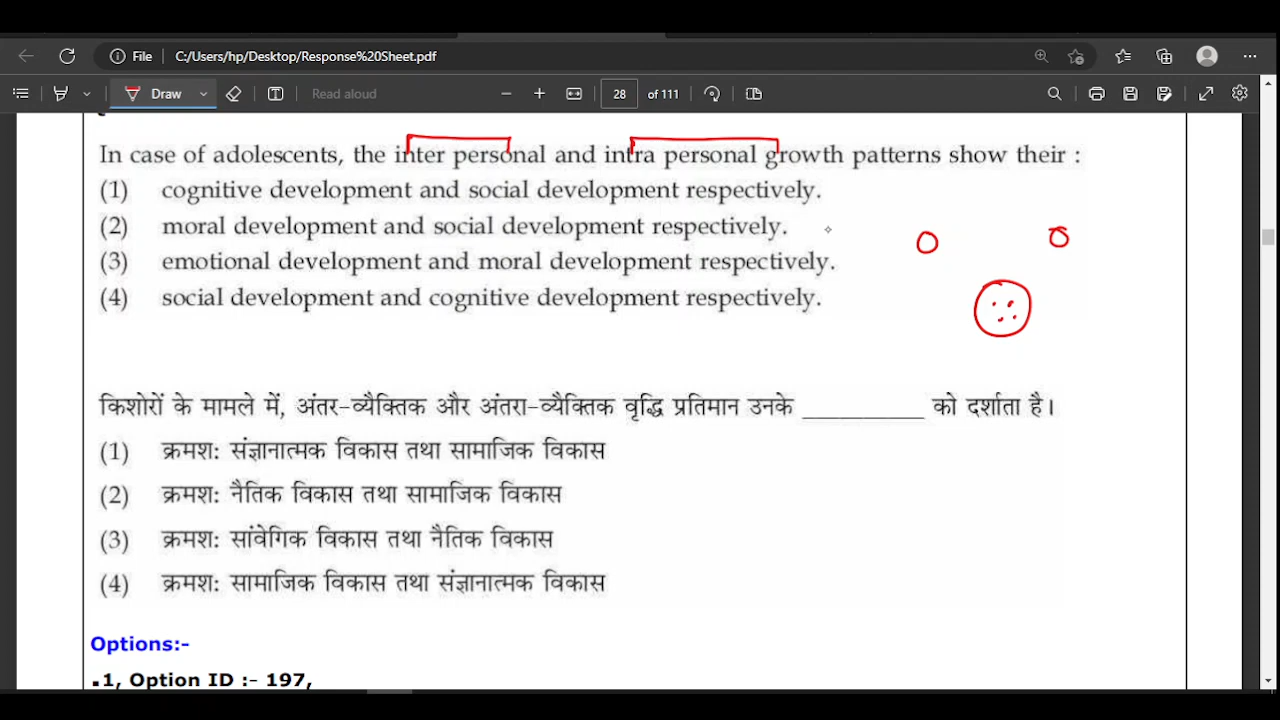 File C:/Users/hp/Desktop/Response%20Sheet.pdf
Draw Read aloud 28 of 111
In case of adolescents, the inter personal and intra personal growth patterns show their :
(1) cognitive development and social development respectively.
(2) moral development and social development respectively.
(3) emotional development and moral development respectively.
(4) social development and cognitive development respectively.
किशोरों के मामले में, अंतर-व्यैक्तिक और अंतरा-व्यैक्तिक वृद्धि प्रतिमान उनके __________ को दर्शाता है।
(1) क्रमश: संज्ञानात्मक विकास तथा सामाजिक विकास
(2) क्रमश: नैतिक विकास तथा सामाजिक विकास
(3) क्रमश: सांवेगिक विकास तथा नैतिक विकास
(4) क्रमश: सामाजिक विकास तथा संज्ञानात्मक विकास
Options:-
1, Option ID :- 197,